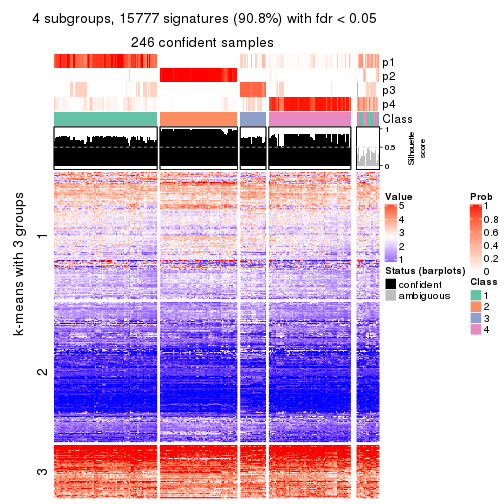 4 subgroups, 15777 signatures (90.8%) with fdr < 0.05
246 confident samples
p1
p2
p3
p4
Class
1
0.5
0
Silhouette
score
k-means with 3 groups
1
2
3
Value
5
4
3
2
1
Status (barplots)
confident
ambiguous
Prob
1
0.8
0.6
0.4
0.2
0
Class
1
2
3
4